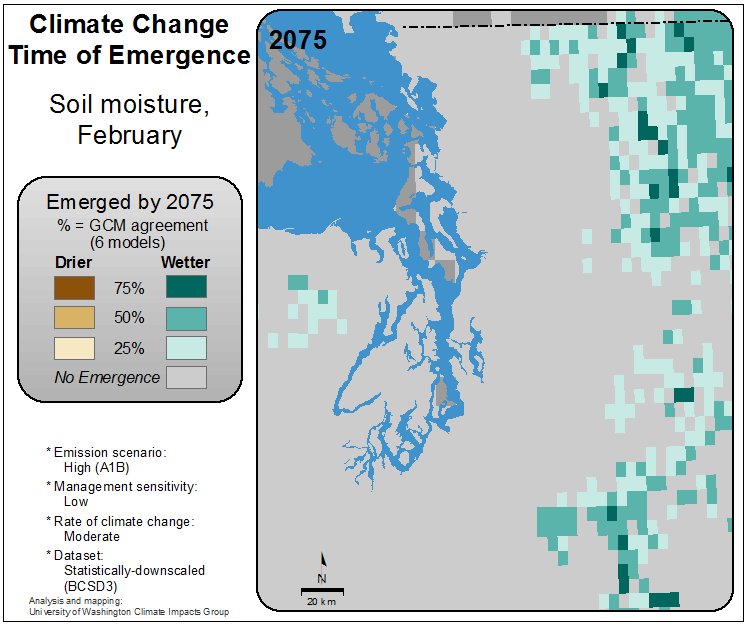 Climate Change
Time of Emergence
Soil moisture,
February
Emerged by 2075
% = GCM agreement
(6 models)
Drier Wetter
75%
50%
25%
No Emergence
* Emission scenario:
High (A1B)
* Management sensitivity:
Low
* Rate of climate change:
Moderate
* Dataset:
Statistically-downscaled
(BCSD3)
Analysis and mapping:
University of Washington Climate Impacts Group
2075
N
20 km